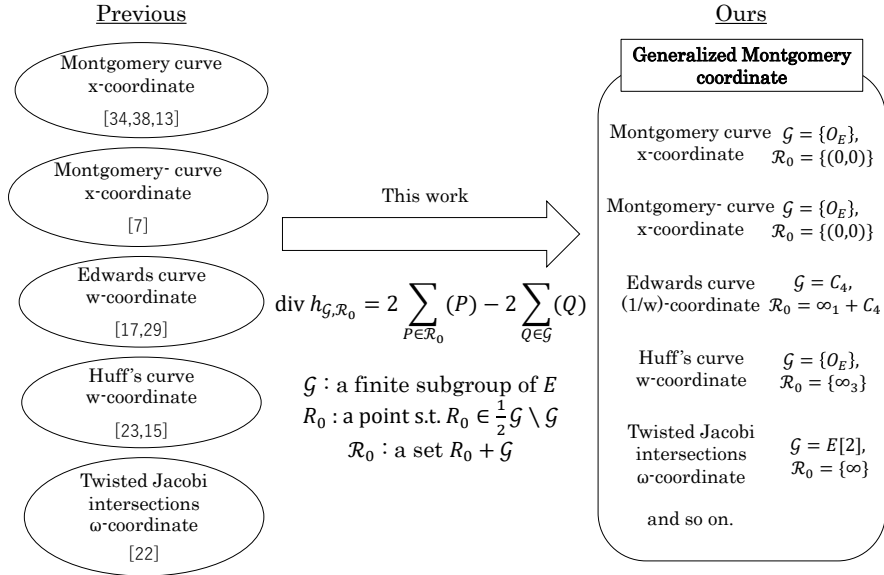 Previous
Montgomery curve
x-coordinate
[34,38,13]
Montgomery- curve
x-coordinate
[7]
Edwards curve
w-coordinate
[17,29]
Huff's curve
w-coordinate
[23,15]
Twisted Jacobi
intersections
ω-coordinate
[22]
This work
div h_{𝒢,ℛ₀} = 2 ∑_{P∈ℛ₀} (P) − 2 ∑_{Q∈𝒢} (Q)
𝒢 : a finite subgroup of E
R₀ : a point s.t. R₀ ∈ ½𝒢 \ 𝒢
ℛ₀ : a set R₀ + 𝒢
Ours
Generalized Montgomery
coordinate
Montgomery curve 𝒢 = {O_E},
x-coordinate ℛ₀ = {(0,0)}
Montgomery- curve 𝒢 = {O_E},
x-coordinate ℛ₀ = {(0,0)}
Edwards curve 𝒢 = C₄,
(1/w)-coordinate ℛ₀ = ∞₁ + C₄
Huff's curve 𝒢 = {O_E},
w-coordinate ℛ₀ = {∞₃}
Twisted Jacobi
intersections
ω-coordinate
𝒢 = E[2],
ℛ₀ = {∞}
and so on.